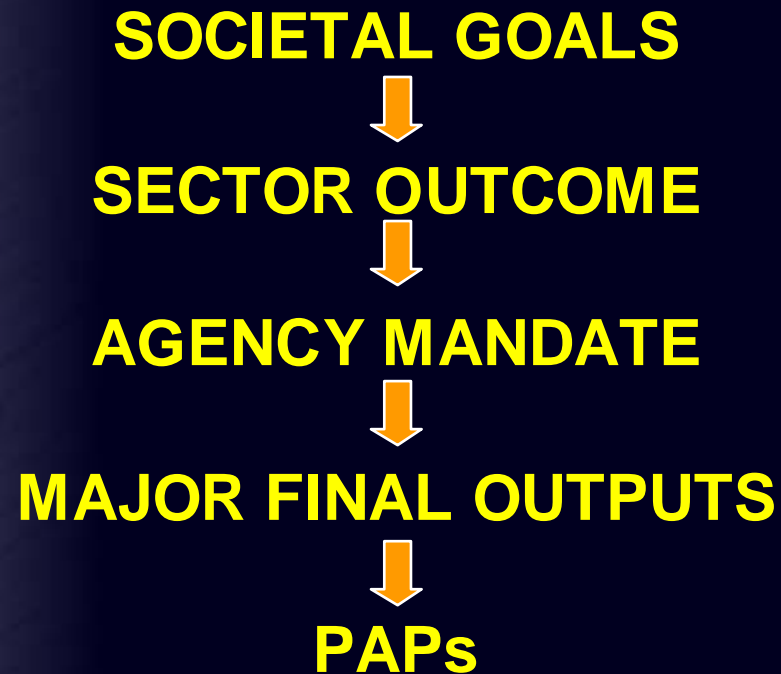 SOCIETAL GOALS
SECTOR OUTCOME
AGENCY MANDATE
MAJOR FINAL OUTPUTS
PAPs